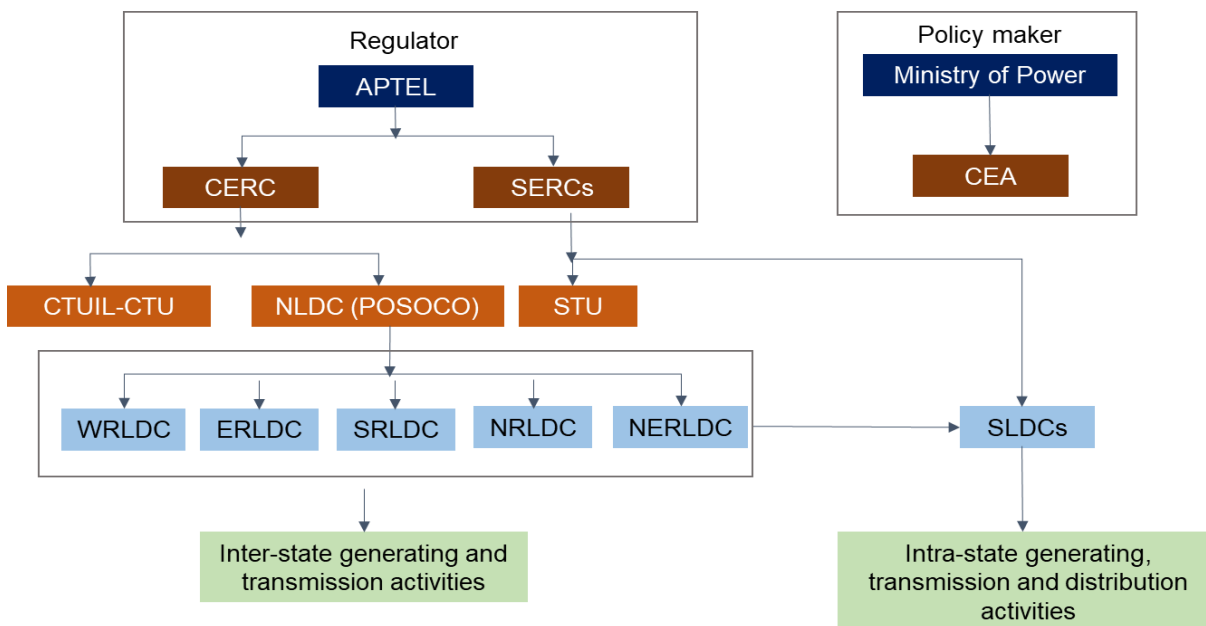 Regulator
Policy maker
APTEL
Ministry of Power
CERC
SERCs
CEA
CTUIL-CTU
NLDC (POSOCO)
STU
WRLDC
ERLDC
SRLDC
NRLDC
NERLDC
SLDCs
Inter-state generating and
transmission activities
Intra-state generating,
transmission and distribution
activities